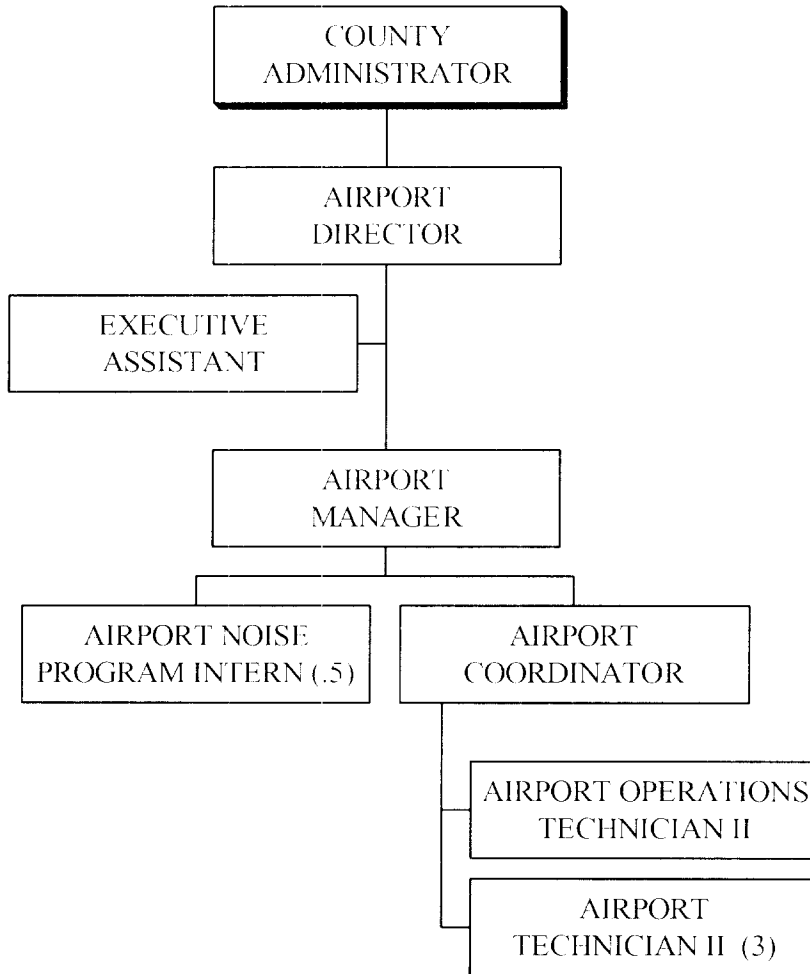 COUNTY
ADMINISTRATOR
AIRPORT
DIRECTOR
EXECUTIVE
ASSISTANT
AIRPORT
MANAGER
AIRPORT NOISE
PROGRAM INTERN (.5)
AIRPORT
COORDINATOR
AIRPORT OPERATIONS
TECHNICIAN II
AIRPORT
TECHNICIAN II (3)